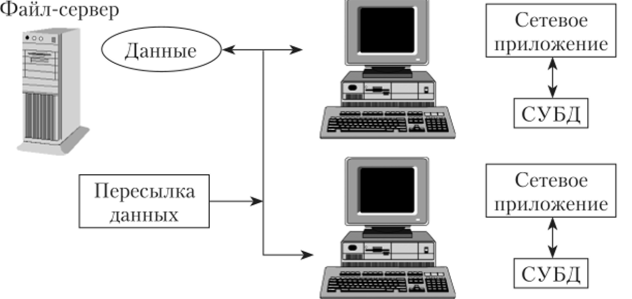 Файл-сервер
Данные
Сетевое
приложение
СУБД
Пересылка
данных
Сетевое
приложение
СУБД